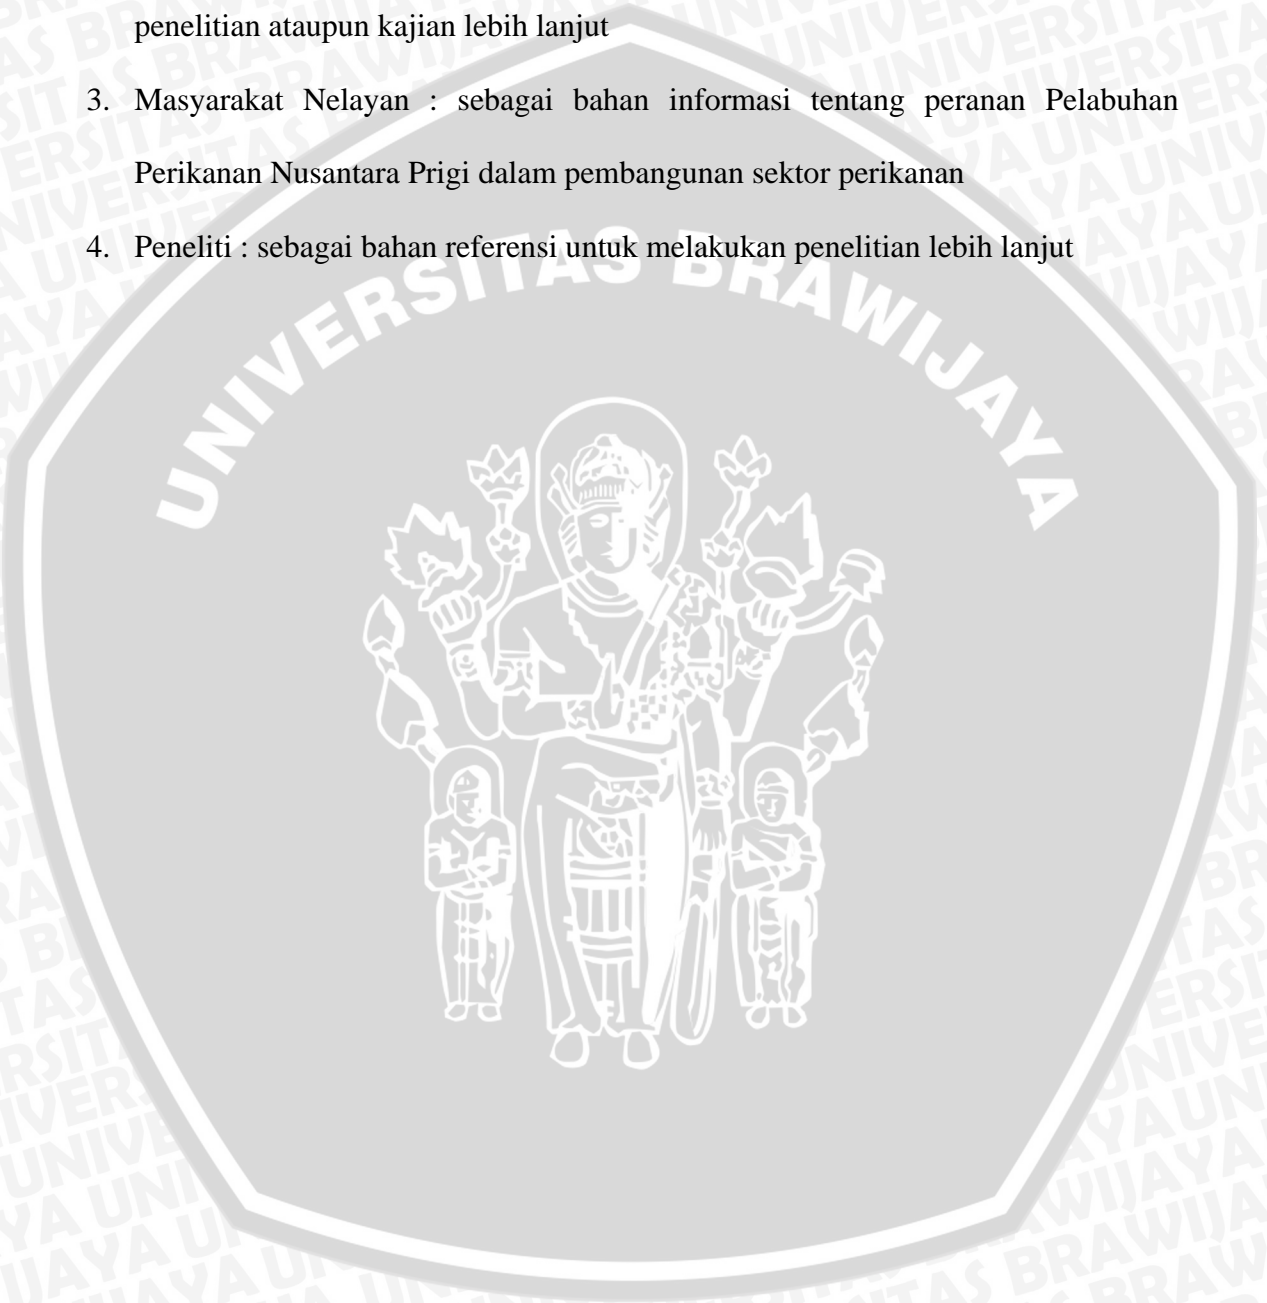 penelitian ataupun kajian lebih lanjut
3. Masyarakat Nelayan : sebagai bahan informasi tentang peranan Pelabuhan
Perikanan Nusantara Prigi dalam pembangunan sektor perikanan
4. Peneliti : sebagai bahan referensi untuk melakukan penelitian lebih lanjut
UNIVERSITAS BRAWIJAYA